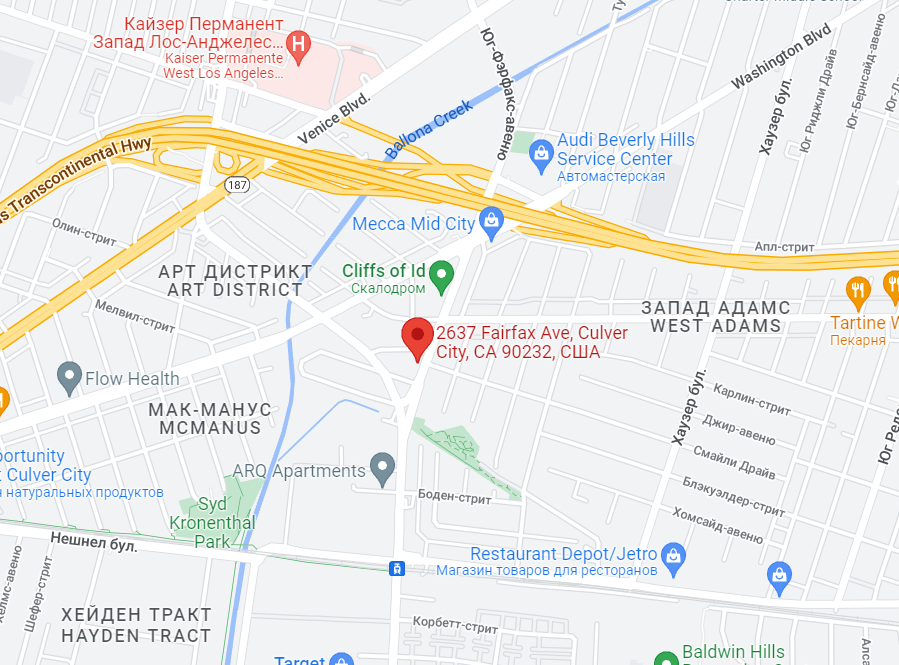 Charter Middle School
Кайзер Перманент
Запад Лос-Анджелес...
Kaiser Permanente
West Los Angeles...
Юг-Фэрфакс-авеню
Washington Blvd
Venice Blvd.
Ballona Creek
Хаузер бул.
Юг Риджли Драйв
Юг-Бернсайд-авеню
Audi Beverly Hills
Service Center
Автомастерская
s Transcontinental Hwy
187
Олин-стрит
Mecca Mid City
Апл-стрит
АРТ ДИСТРИКТ
ART DISTRICT
Cliffs of Id
Скалодром
Мелвил-стрит
ЗАПАД АДАМС
WEST ADAMS
Tartine W
Пекарня
2637 Fairfax Ave, Culver
City, CA 90232, США
Flow Health
МАК-МАНУС
MCMANUS
Хаузер бул.
Карлин-стрит
Джир-авеню
Смайли Драйв
Блэкуэлдер-стрит
Хомсайд-авеню
Юг Редо
portunity
t Culver City
н натуральных продуктов
ARQ Apartments
Боден-стрит
Syd
Kronenthal
Park
Нешнел бул.
Restaurant Depot/Jetro
Магазин товаров для ресторанов
Хелмс-авеню
Шефер-стрит
ХЕЙДЕН ТРАКТ
HAYDEN TRACT
Корбетт-стрит
Target
Baldwin Hills